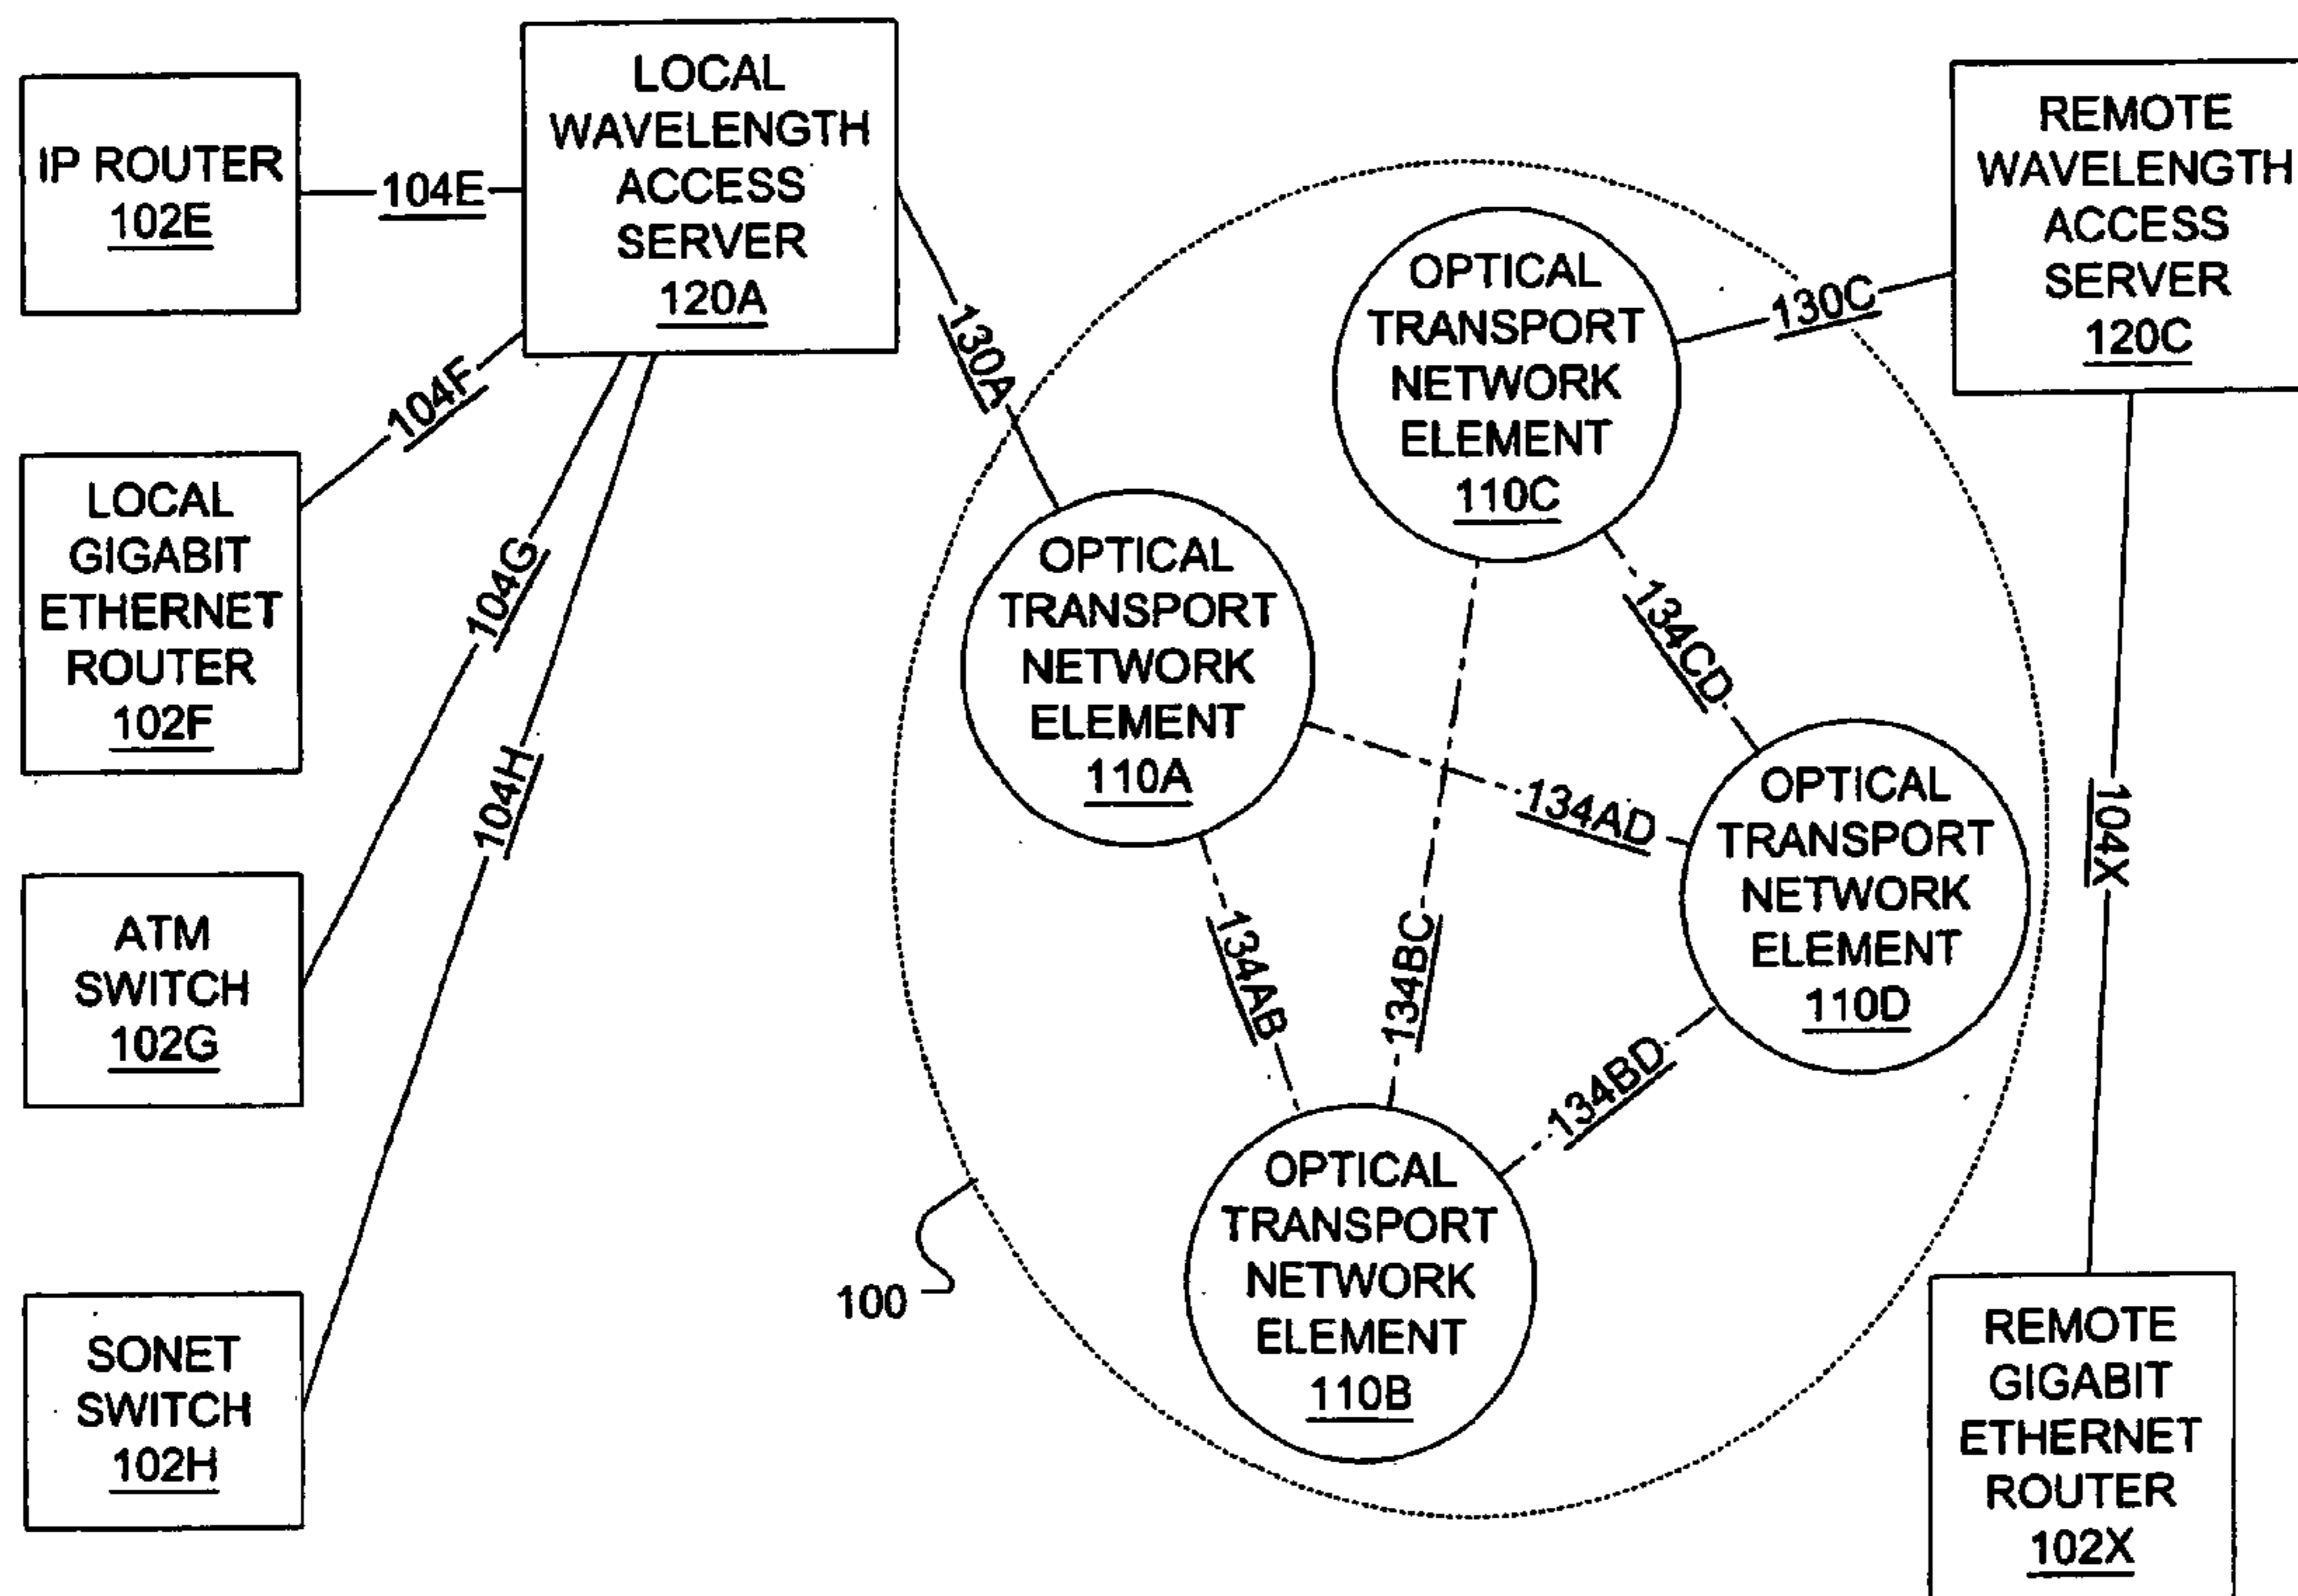 IP ROUTER
102E
104E
LOCAL
WAVELENGTH
ACCESS
SERVER
120A
104F
LOCAL
GIGABIT
ETHERNET
ROUTER
102F
104G
104H
ATM
SWITCH
102G
SONET
SWITCH
102H
130A
OPTICAL
TRANSPORT
NETWORK
ELEMENT
110C
130C
REMOTE
WAVELENGTH
ACCESS
SERVER
120C
OPTICAL
TRANSPORT
NETWORK
ELEMENT
110A
134CD
134AD
OPTICAL
TRANSPORT
NETWORK
ELEMENT
110D
104X
134AB
134BC
134BD
OPTICAL
TRANSPORT
NETWORK
ELEMENT
110B
100
REMOTE
GIGABIT
ETHERNET
ROUTER
102X